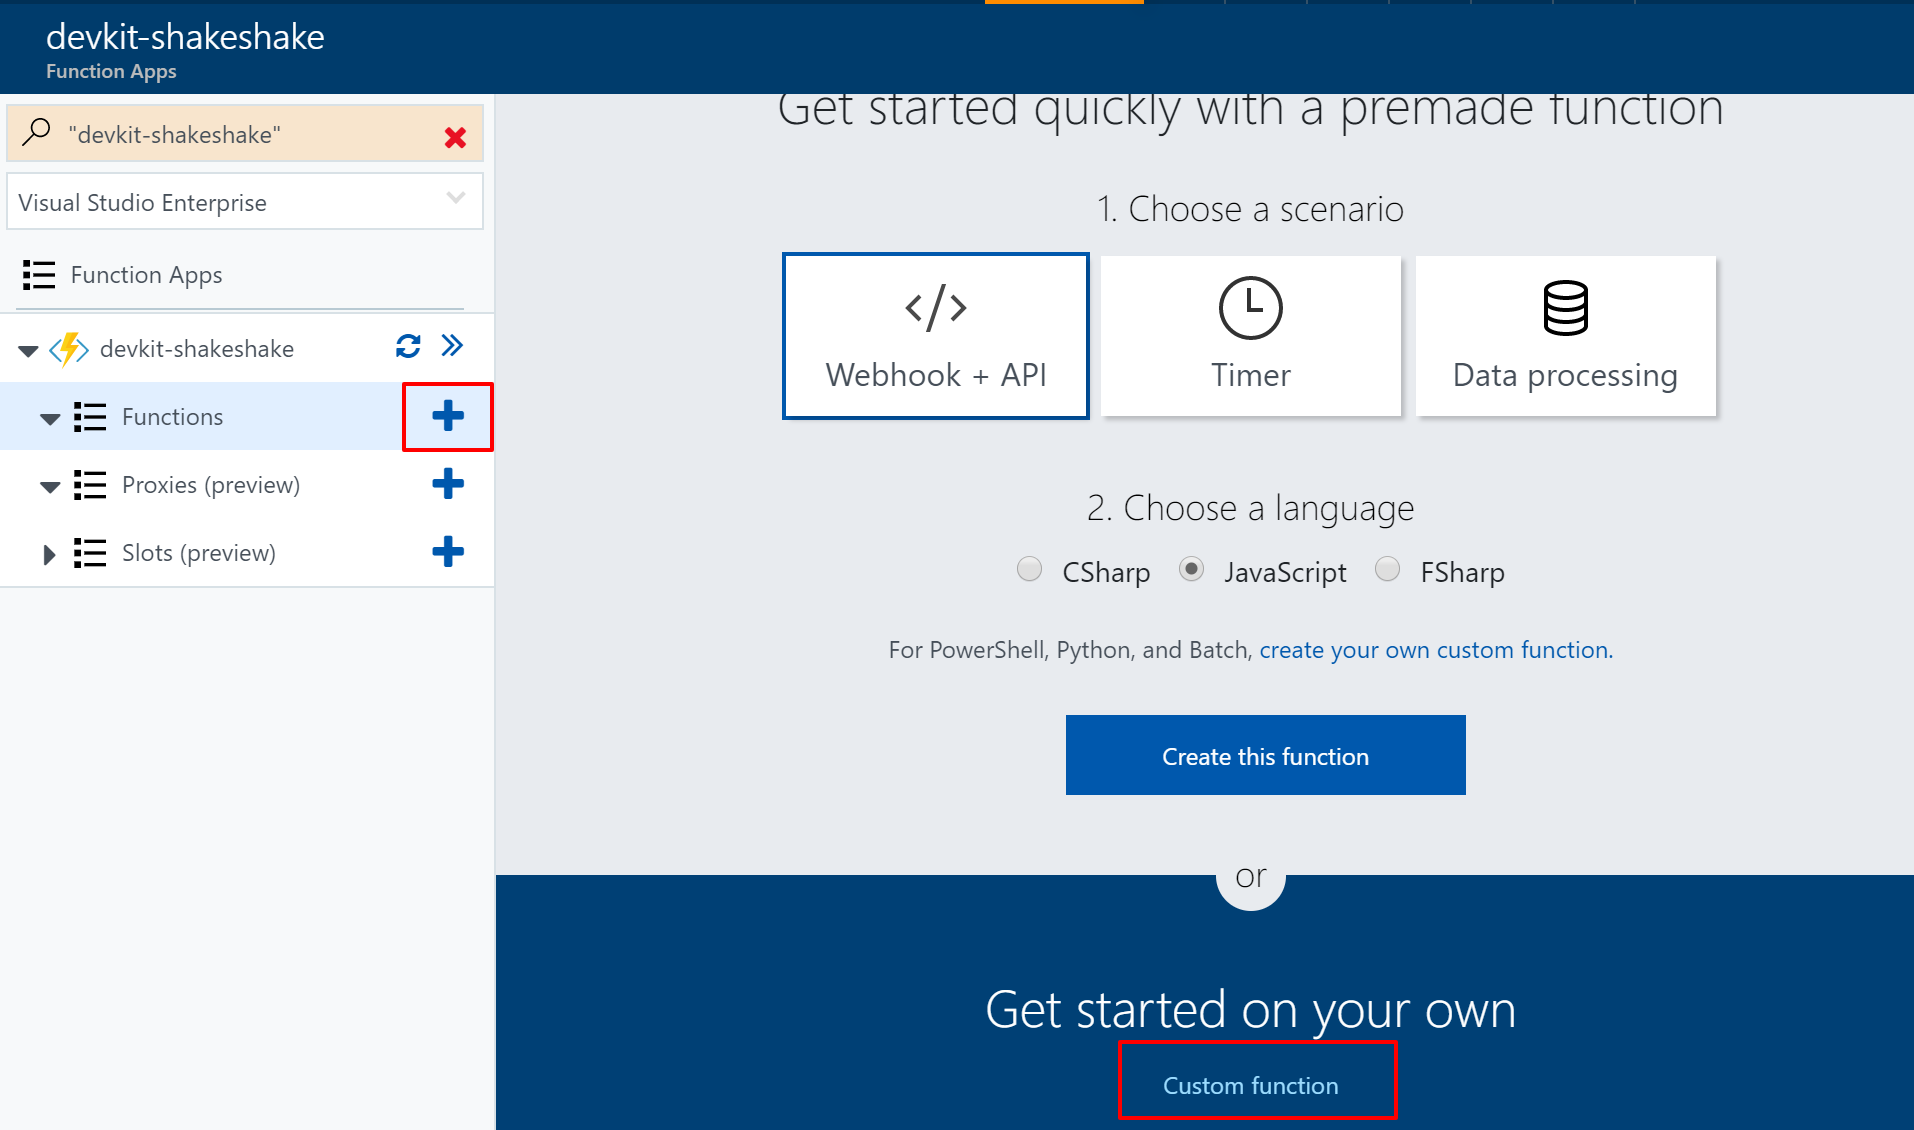 devkit-shakeshake
Function Apps
"devkit-shakeshake"
Visual Studio Enterprise
Function Apps
devkit-shakeshake
Functions
Proxies (preview)
Slots (preview)
Get started quickly with a premade function
1. Choose a scenario
Webhook + API
Timer
Data processing
2. Choose a language
CSharp JavaScript FSharp
For PowerShell, Python, and Batch, create your own custom function.
Create this function
or
Get started on your own
Custom function